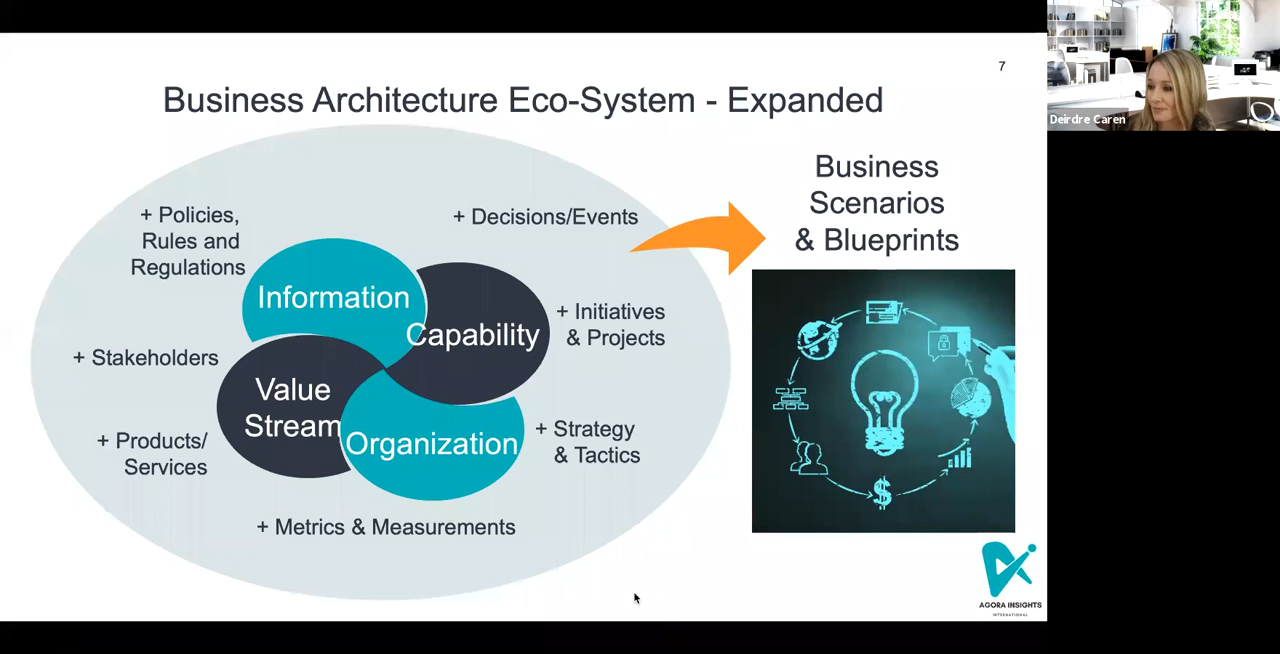 7
Business Architecture Eco-System - Expanded
Deirdre Caren
Business
Scenarios
& Blueprints
+ Policies,
Rules and
Regulations
+ Decisions/Events
Information
Capability
+ Initiatives
& Projects
+ Stakeholders
Value
Stream
Organization
+ Products/
Services
+ Strategy
& Tactics
+ Metrics & Measurements
AGORA INSIGHTS
INTERNATIONAL